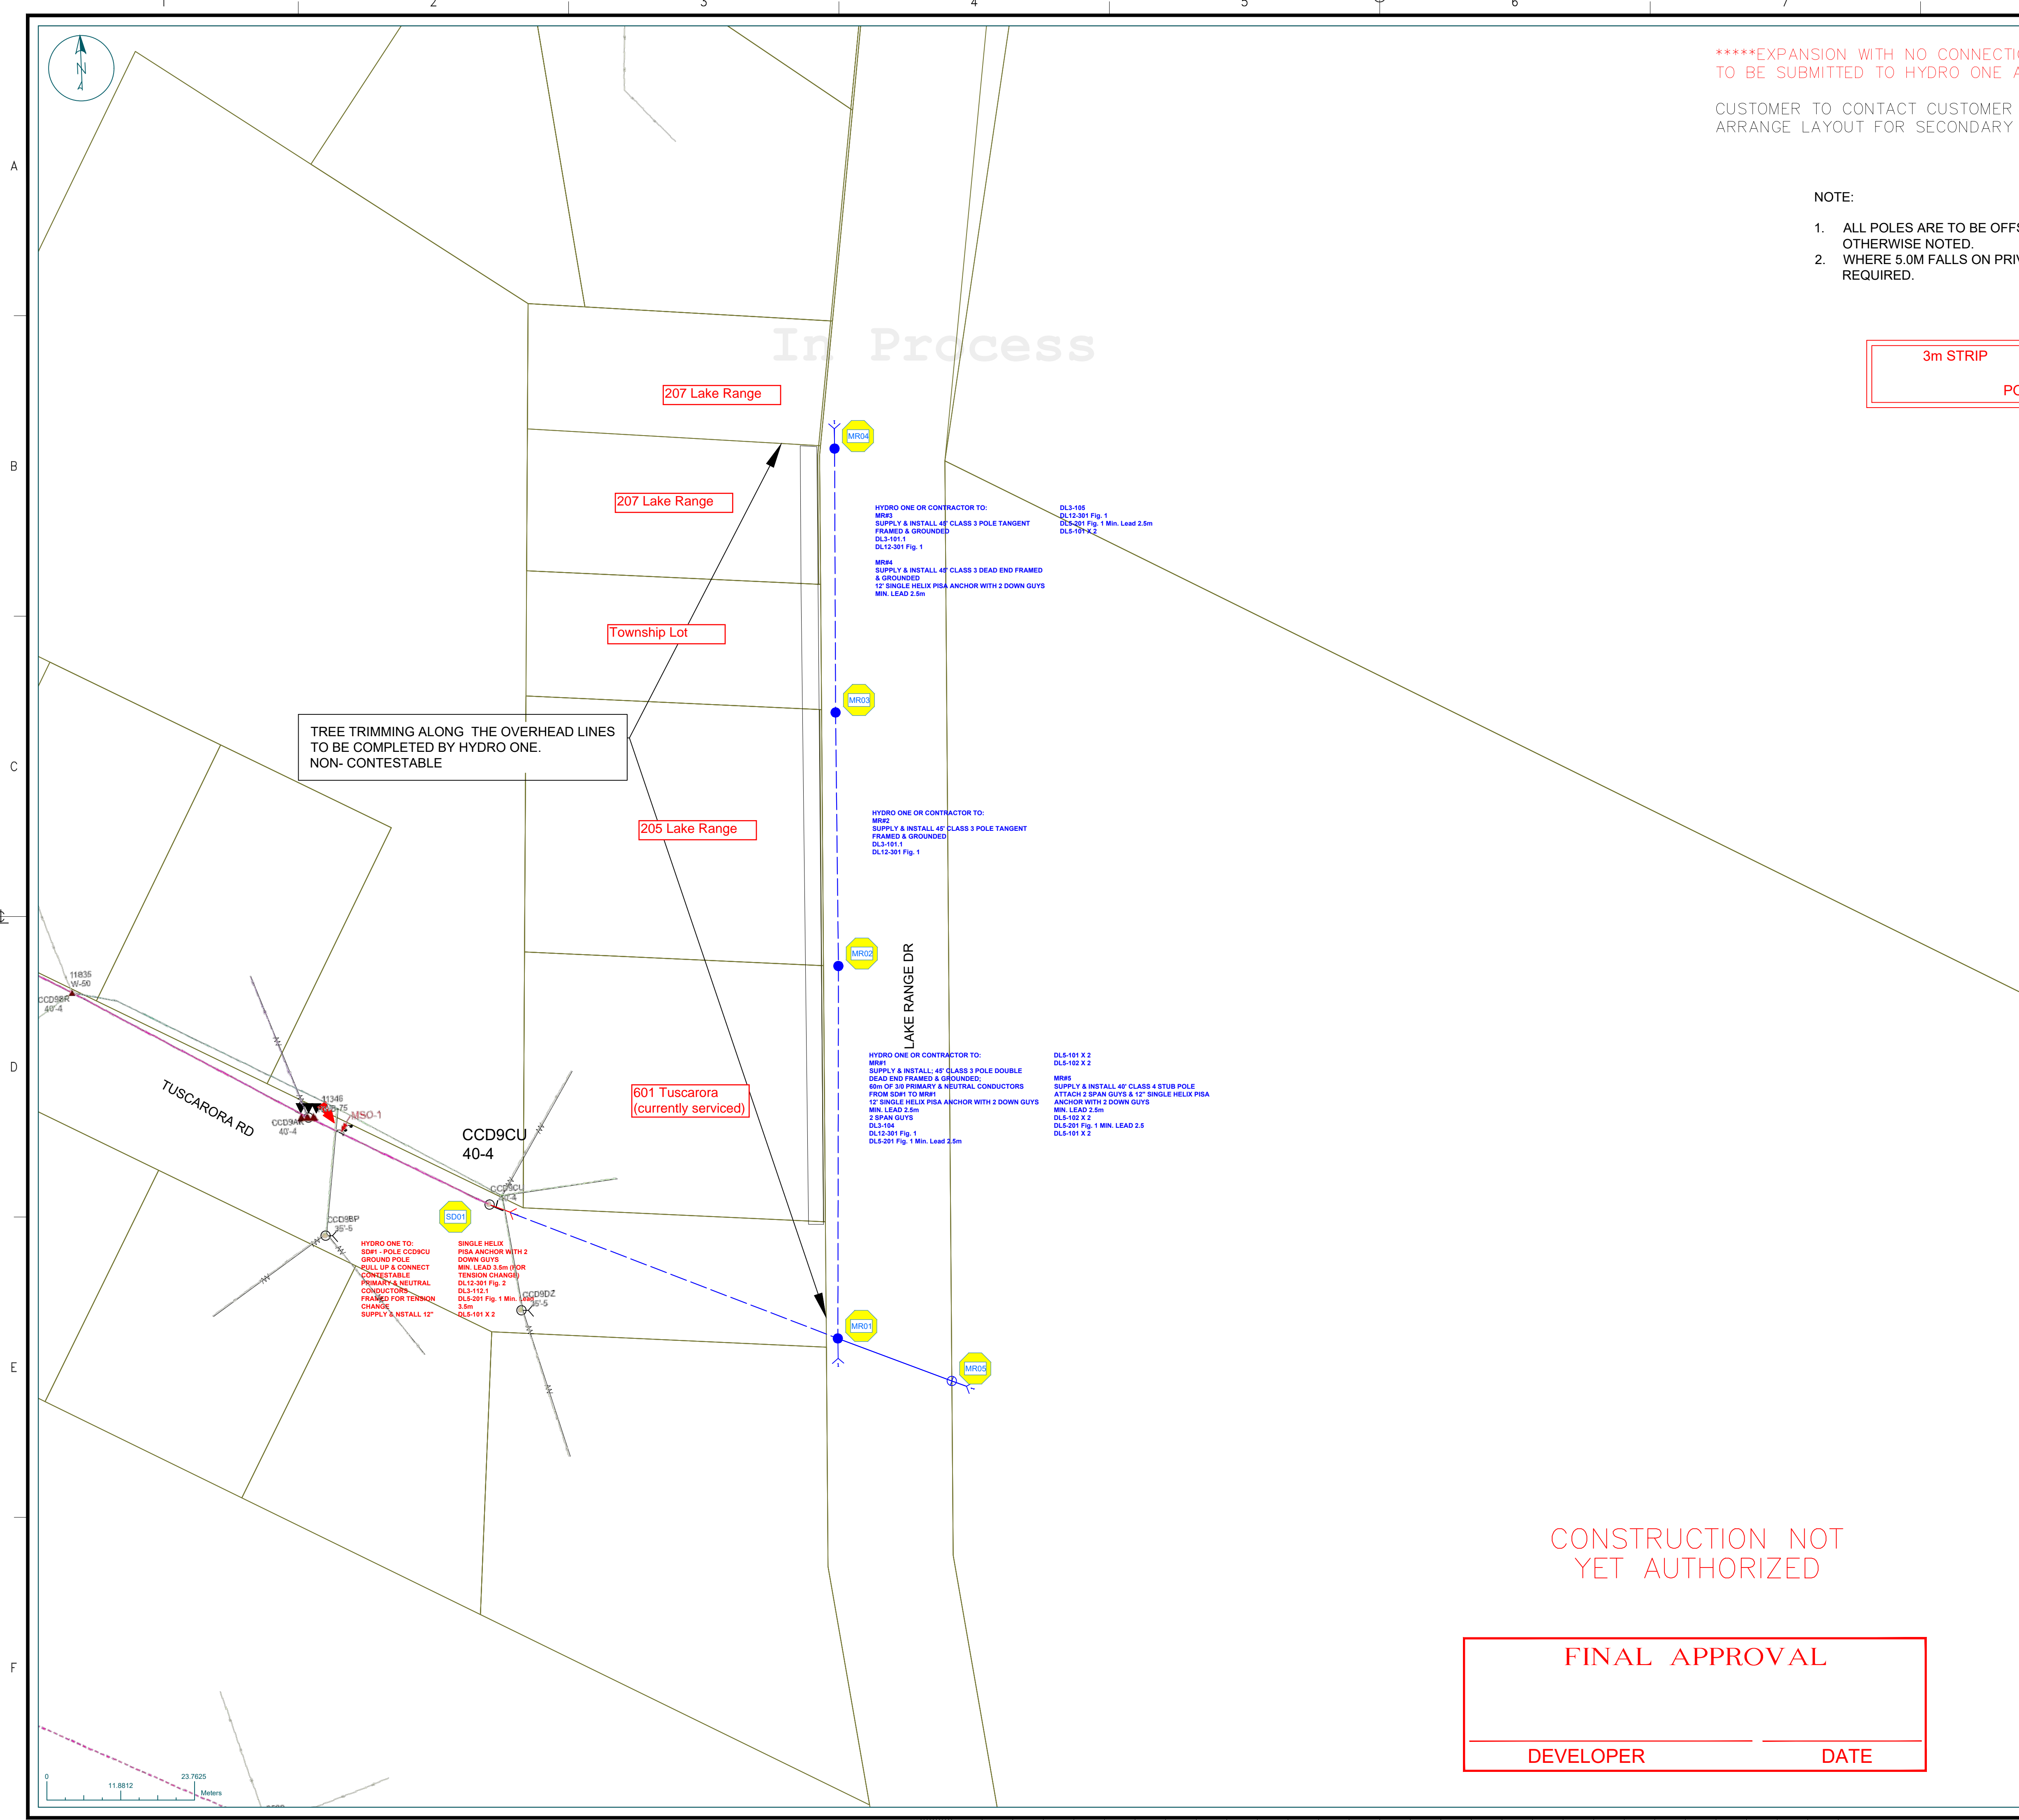 1 2 3 4 5 6 7
N
*****EXPANSION WITH NO CONNECTI
TO BE SUBMITTED TO HYDRO ONE A
CUSTOMER TO CONTACT CUSTOMER
ARRANGE LAYOUT FOR SECONDARY
A
NOTE:
1. ALL POLES ARE TO BE OFFS
OTHERWISE NOTED.
2. WHERE 5.0M FALLS ON PRIV
REQUIRED.
In Process
3m STRIP
PO
207 Lake Range
MR04
B
207 Lake Range
HYDRO ONE OR CONTRACTOR TO:
MR#3
SUPPLY & INSTALL 45' CLASS 3 POLE TANGENT
FRAMED & GROUNDED
DL3-101.1
DL12-301 Fig. 1
MR#4
SUPPLY & INSTALL 45' CLASS 3 DEAD END FRAMED
& GROUNDED
12' SINGLE HELIX PISA ANCHOR WITH 2 DOWN GUYS
MIN. LEAD 2.5m
DL3-105
DL12-301 Fig. 1
DL5-201 Fig. 1 Min. Lead 2.5m
DL5-101 X 2
Township Lot
MR03
TREE TRIMMING ALONG THE OVERHEAD LINES
TO BE COMPLETED BY HYDRO ONE.
NON- CONTESTABLE
C
205 Lake Range
HYDRO ONE OR CONTRACTOR TO:
MR#2
SUPPLY & INSTALL 45' CLASS 3 POLE TANGENT
FRAMED & GROUNDED
DL3-101.1
DL12-301 Fig. 1
MR02
LAKE RANGE DR
11835
W-50
CCD9BR
40'-4
D
HYDRO ONE OR CONTRACTOR TO:
MR#1
SUPPLY & INSTALL; 45' CLASS 3 POLE DOUBLE
DEAD END FRAMED & GROUNDED;
60m OF 3/0 PRIMARY & NEUTRAL CONDUCTORS
FROM SD#1 TO MR#1
12' SINGLE HELIX PISA ANCHOR WITH 2 DOWN GUYS
MIN. LEAD 2.5m
2 SPAN GUYS
DL3-104
DL12-301 Fig. 1
DL5-201 Fig. 1 Min. Lead 2.5m
DL5-101 X 2
DL5-102 X 2
MR#5
SUPPLY & INSTALL 40' CLASS 4 STUB POLE
ATTACH 2 SPAN GUYS & 12" SINGLE HELIX PISA
ANCHOR WITH 2 DOWN GUYS
MIN. LEAD 2.5m
DL5-102 X 2
DL5-201 Fig. 1 MIN. LEAD 2.5
DL5-101 X 2
601 Tuscarora
(currently serviced)
TUSCARORA RD
11346
MSO-1
CCD9AR
40'-4
CCD9CU
40-4
CCD9CU
SD01
CCD9BP
35'-5
HYDRO ONE TO:
SD#1 - POLE CCD9CU
GROUND POLE
PULL UP & CONNECT
CONTESTABLE
PRIMARY & NEUTRAL
CONDUCTORS
FRAMED FOR TENSION
CHANGE
SUPPLY & NSTALL 12"
SINGLE HELIX
PISA ANCHOR WITH 2
DOWN GUYS
MIN. LEAD 3.5m (FOR
TENSION CHANGE)
DL12-301 Fig. 2
DL3-112.1
DL5-201 Fig. 1 Min. Lead
3.5m
DL5-101 X 2
CCD9DZ
35'-5
MR01
E
MR05
CONSTRUCTION NOT
YET AUTHORIZED
F
FINAL APPROVAL
DEVELOPER DATE
0 11.8812 23.7625
Meters